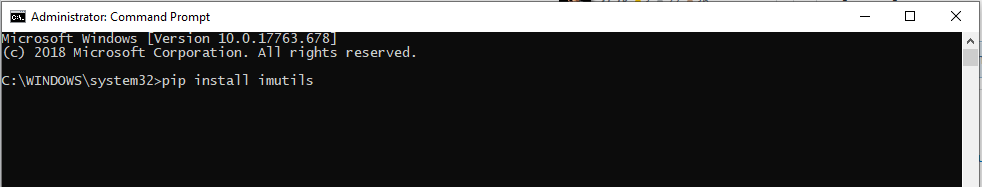 Administrator: Command Prompt
Microsoft Windows [Version 10.0.17763.678]
(c) 2018 Microsoft Corporation. All rights reserved.
C:\WINDOWS\system32>pip install imutils